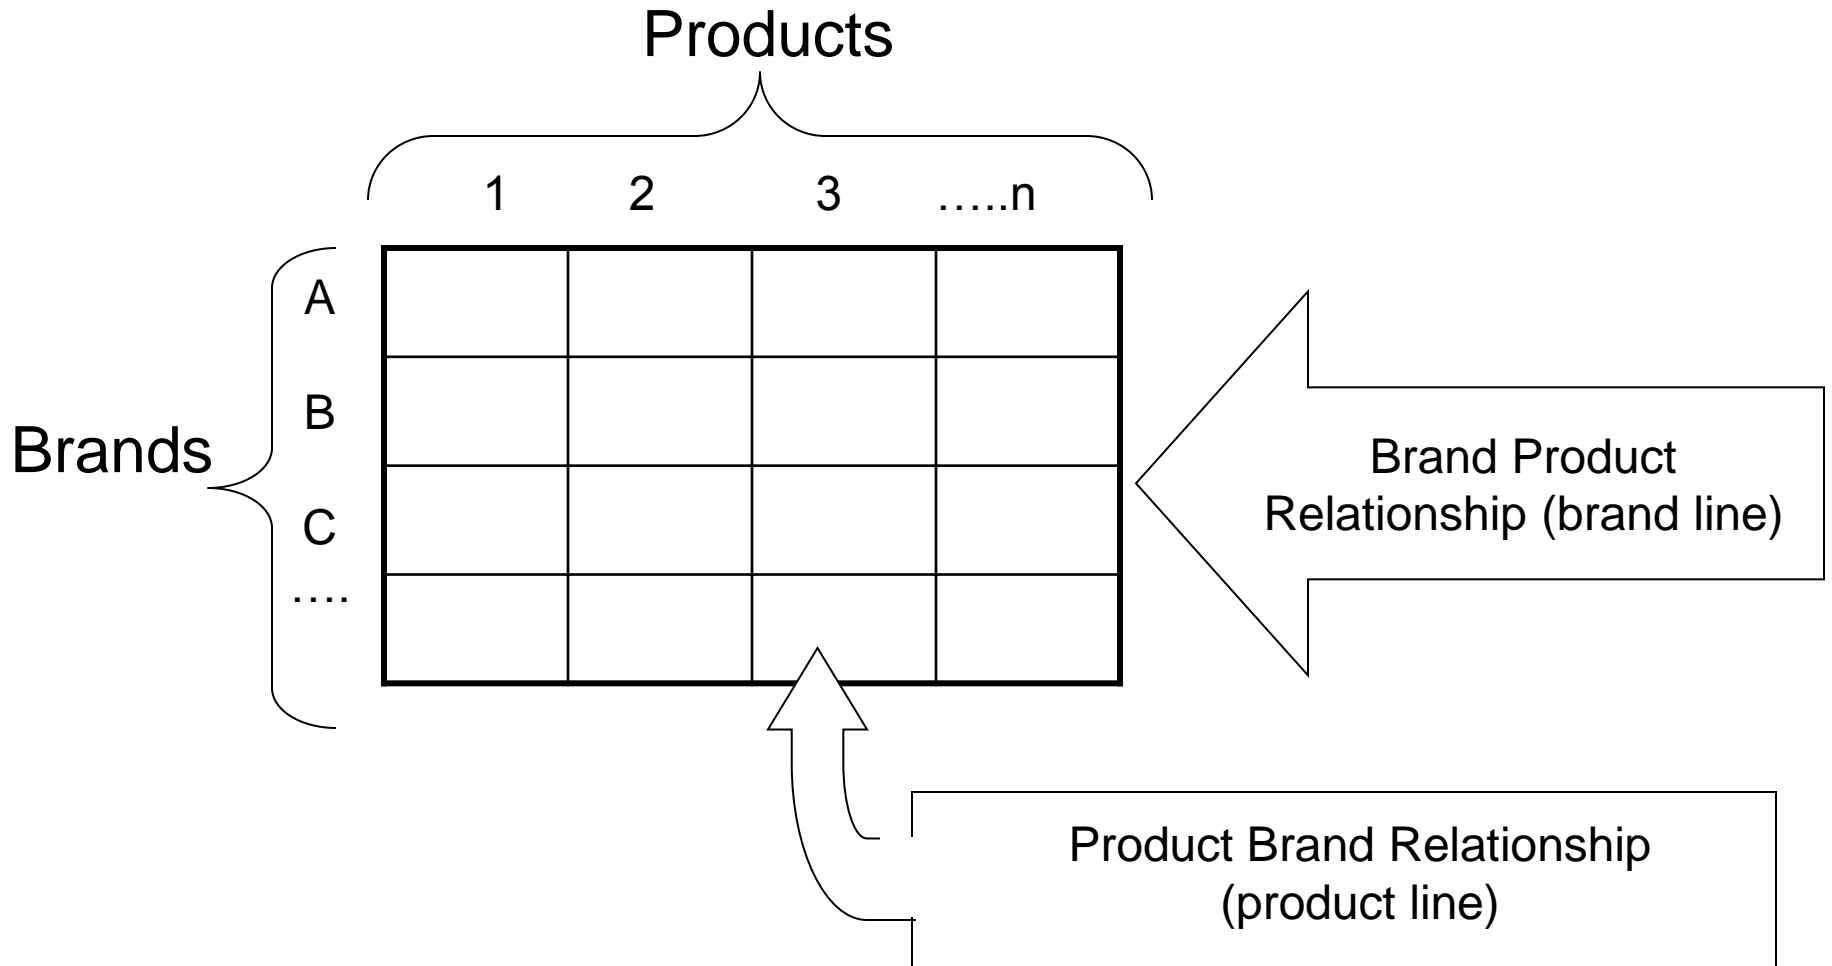 Products
1 2 3 …..n
A
B
Brands
C
….
Brand Product
Relationship (brand line)
Product Brand Relationship
(product line)